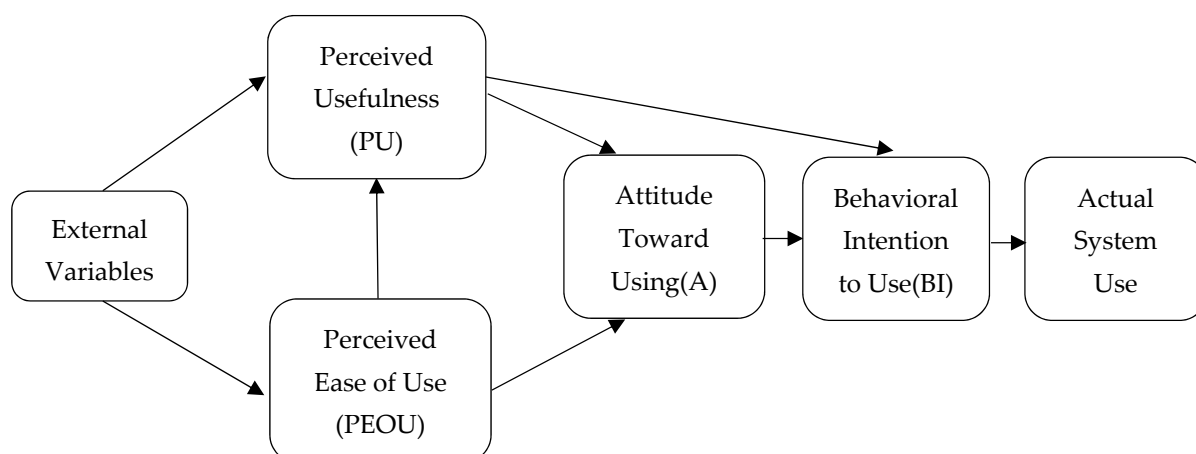 Perceived
Usefulness
(PU)
External
Variables
Perceived
Ease of Use
(PEOU)
Attitude
Toward
Using(A)
Behavioral
Intention
to Use(BI)
Actual
System
Use